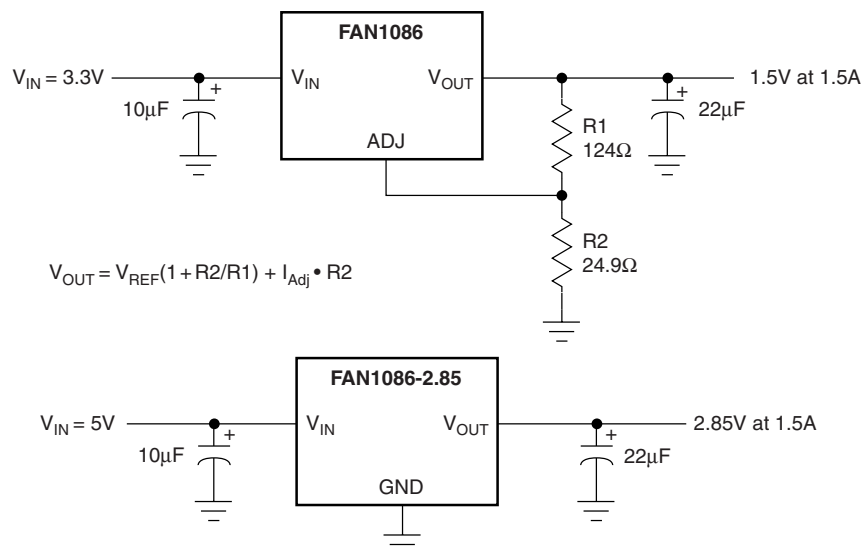 FAN1086
V_IN = 3.3V
V_IN
V_OUT
1.5V at 1.5A
10µF
+
+
22µF
ADJ
R1
124Ω
R2
24.9Ω
V_OUT = V_REF(1 + R2/R1) + I_Adj • R2
FAN1086-2.85
V_IN = 5V
V_IN
V_OUT
2.85V at 1.5A
10µF
+
+
22µF
GND